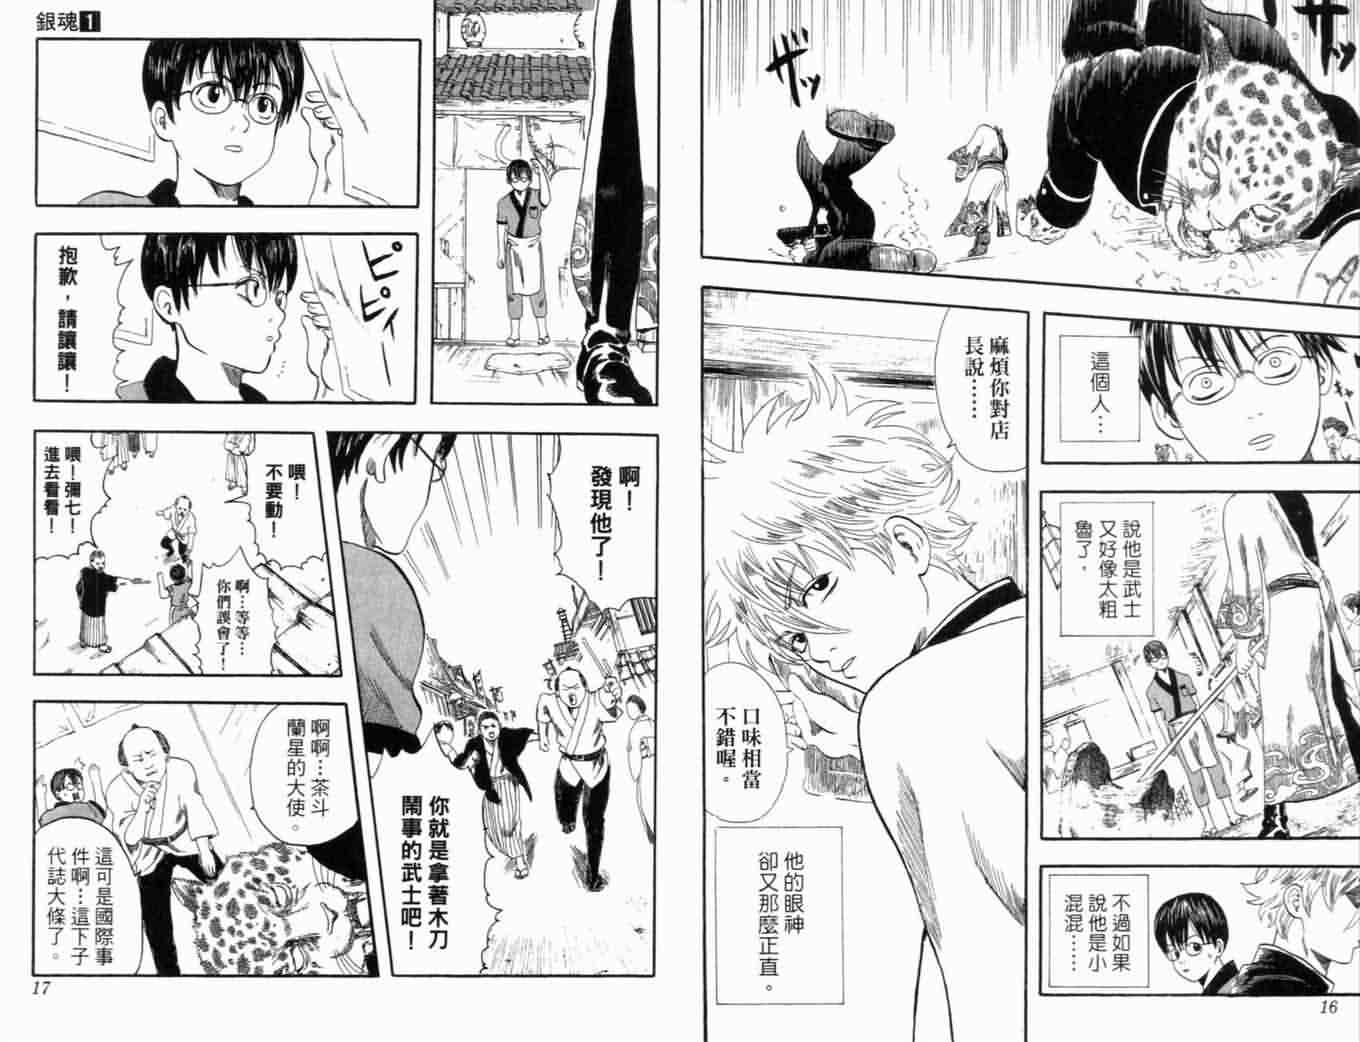 銀魂1
ザッ
ザッ
這個人…
麻煩你對店
長說……
說他是武士
又好像太粗
魯了.
口味相當
不錯喔。
不過如果
說他是小
混混……
他的眼神
卻又那麼正直。
16
ピピィ
抱歉，請讓讓！
啊！
發現他了！
喂！
不要動！
喂！彌七！
進去看看！
啊…等等…
你們誤會了！
你就是拿著木刀
鬧事的武士吧！
啊啊…茶斗
蘭星的大使。
這可是國際事
件啊…這下子
代誌大條了。
17